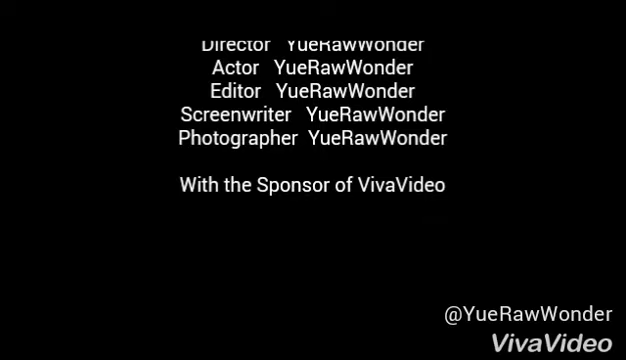 Director YueRawWonder
Actor YueRawWonder
Editor YueRawWonder
Screenwriter YueRawWonder
Photographer YueRawWonder
With the Sponsor of VivaVideo
@YueRawWonder
VivaVideo